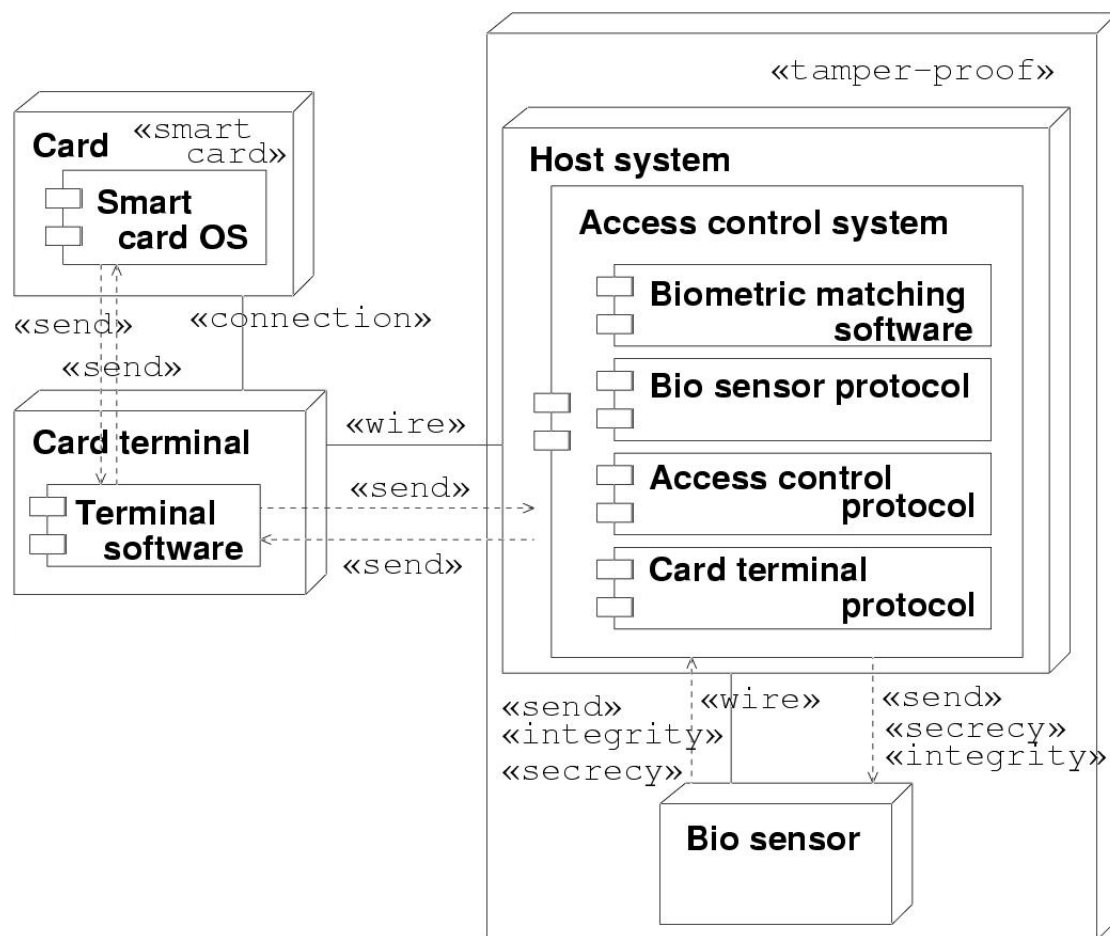 «tamper-proof»
Card
«smart
card»
Smart
card OS
«send»
«send»
«connection»
Card terminal
Terminal
software
«wire»
«send»
«send»
Host system
Access control system
Biometric matching
software
Bio sensor protocol
Access control
protocol
Card terminal
protocol
«send»
«integrity»
«secrecy»
«wire»
«send»
«secrecy»
«integrity»
Bio sensor